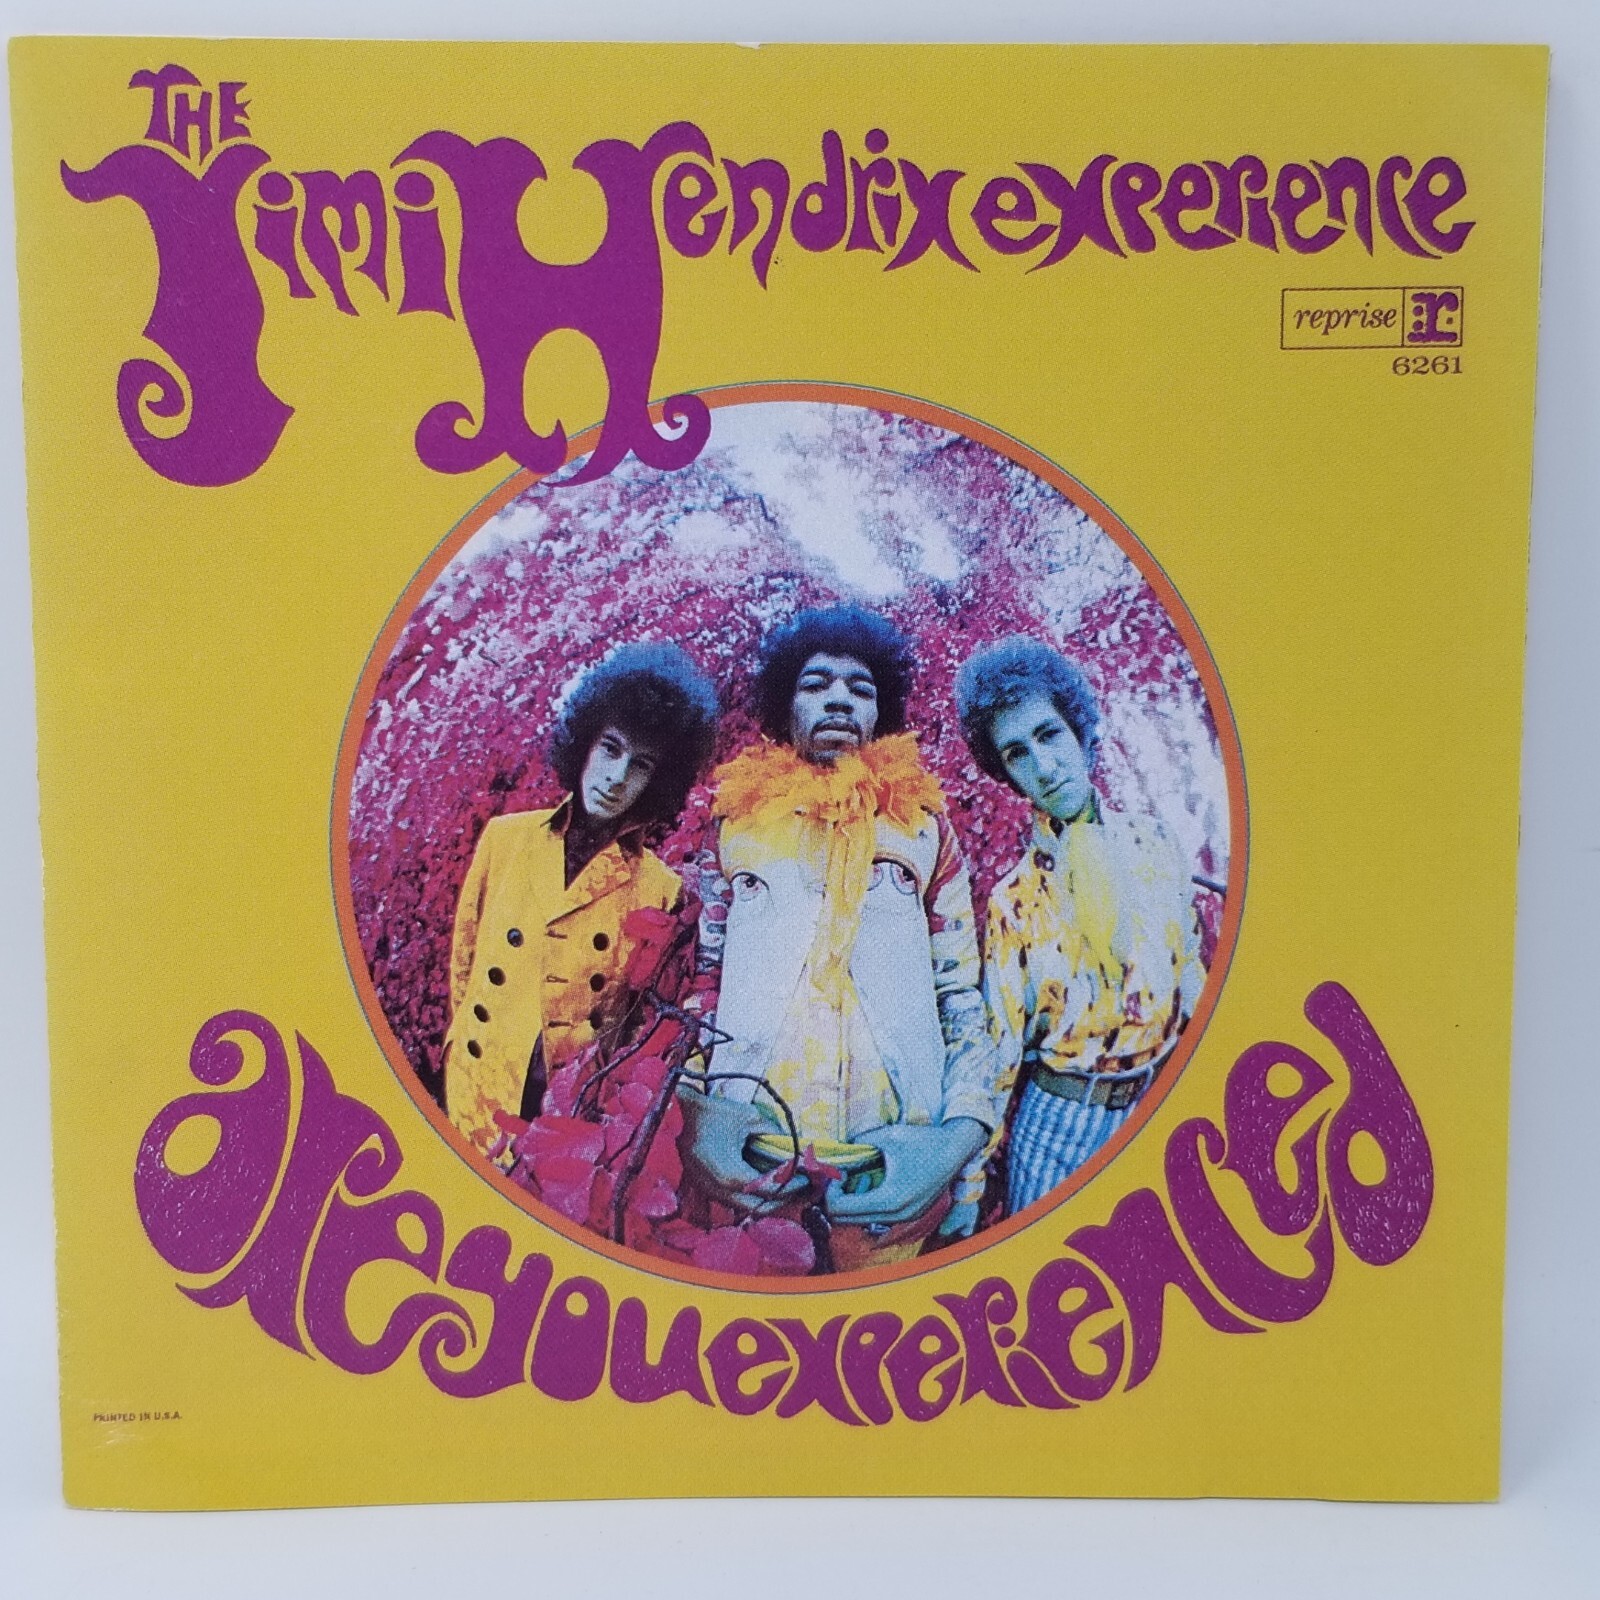 THE
Jimi Hendrix experience
reprise r:
6261
are you experienced
PRINTED IN U.S.A.